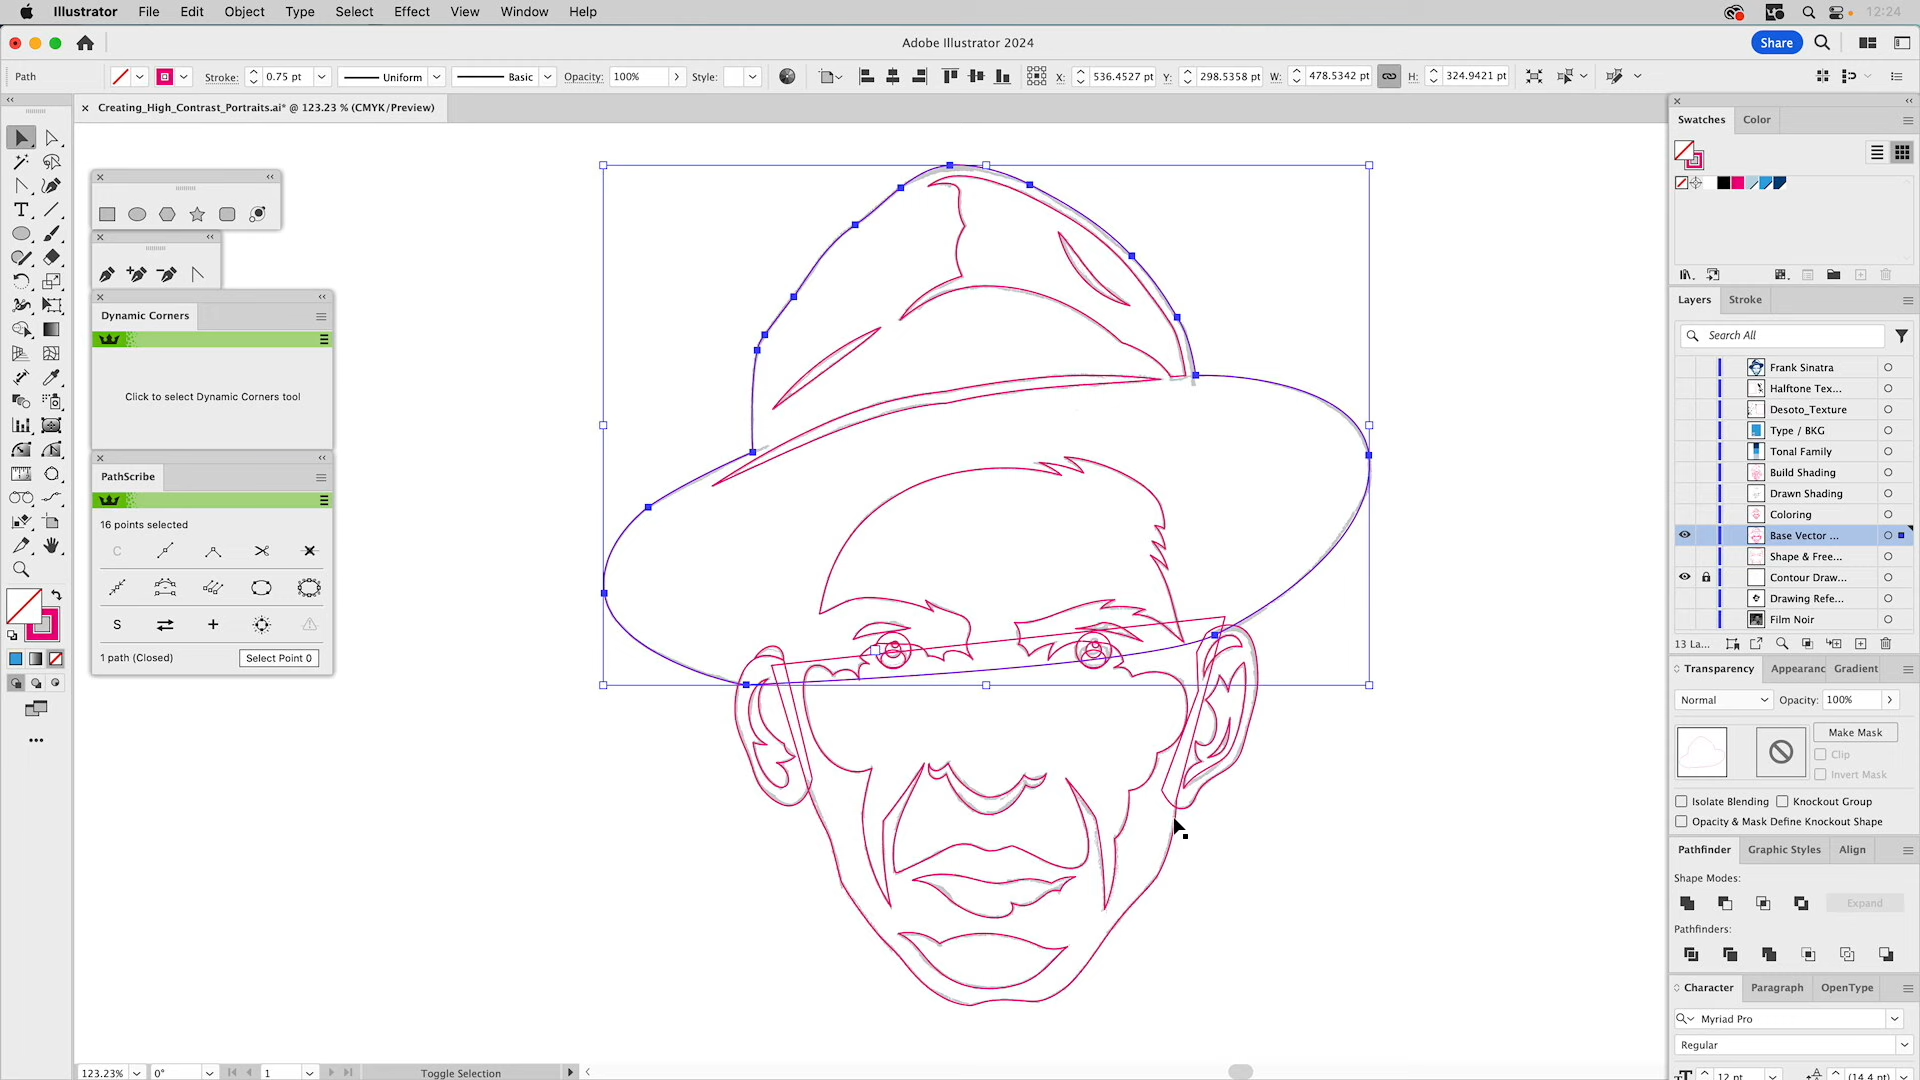 Illustrator File Edit Object Type Select Effect View Window Help 12:24
Adobe Illustrator 2024 Share
Path Stroke: 0.75 pt Uniform Basic Opacity: 100% Style: X: 536.4527 pt Y: 298.5358 pt W: 478.5342 pt H: 324.9421 pt
Creating_High_Contrast_Portraits.ai* @ 123.23 % (CMYK/Preview)
Swatches Color
Dynamic Corners
Click to select Dynamic Corners tool
PathScribe
16 points selected
1 path (Closed) Select Point 0
Layers Stroke
Search All
Frank Sinatra
Halftone Tex...
Desoto_Texture
Type / BKG
Tonal Family
Build Shading
Drawn Shading
Coloring
Base Vector ...
Shape & Free...
Contour Draw...
Drawing Refe...
Film Noir
13 La...
Transparency Appearanc Gradient
Normal Opacity: 100%
Make Mask
Clip
Invert Mask
Isolate Blending Knockout Group
Opacity & Mask Define Knockout Shape
Pathfinder Graphic Styles Align
Shape Modes:
Expand
Pathfinders:
Character Paragraph OpenType
Myriad Pro
Regular
12 pt (14.4 pt)
123.23% 0° 1 Toggle Selection